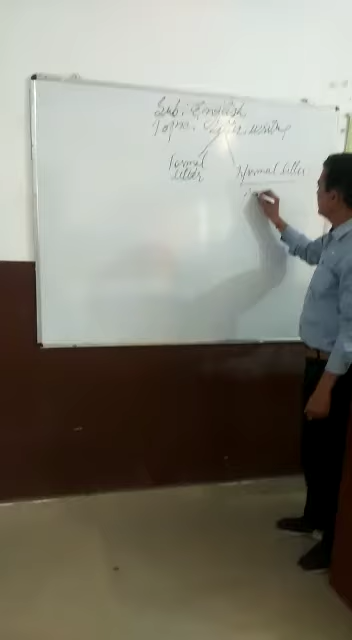 Sub: English
Topic: Letter writing
Formal Informal letter
letter